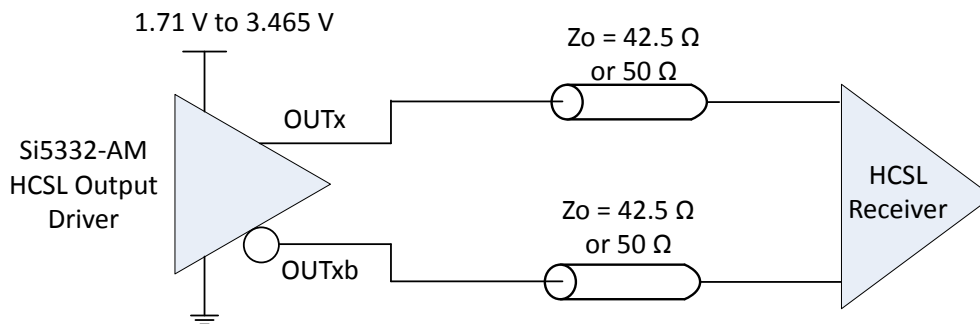 1.71 V to 3.465 V
Zo = 42.5 Ω
or 50 Ω
OUTx
Si5332-AM
HCSL Output
Driver
HCSL
Receiver
Zo = 42.5 Ω
or 50 Ω
OUTxb